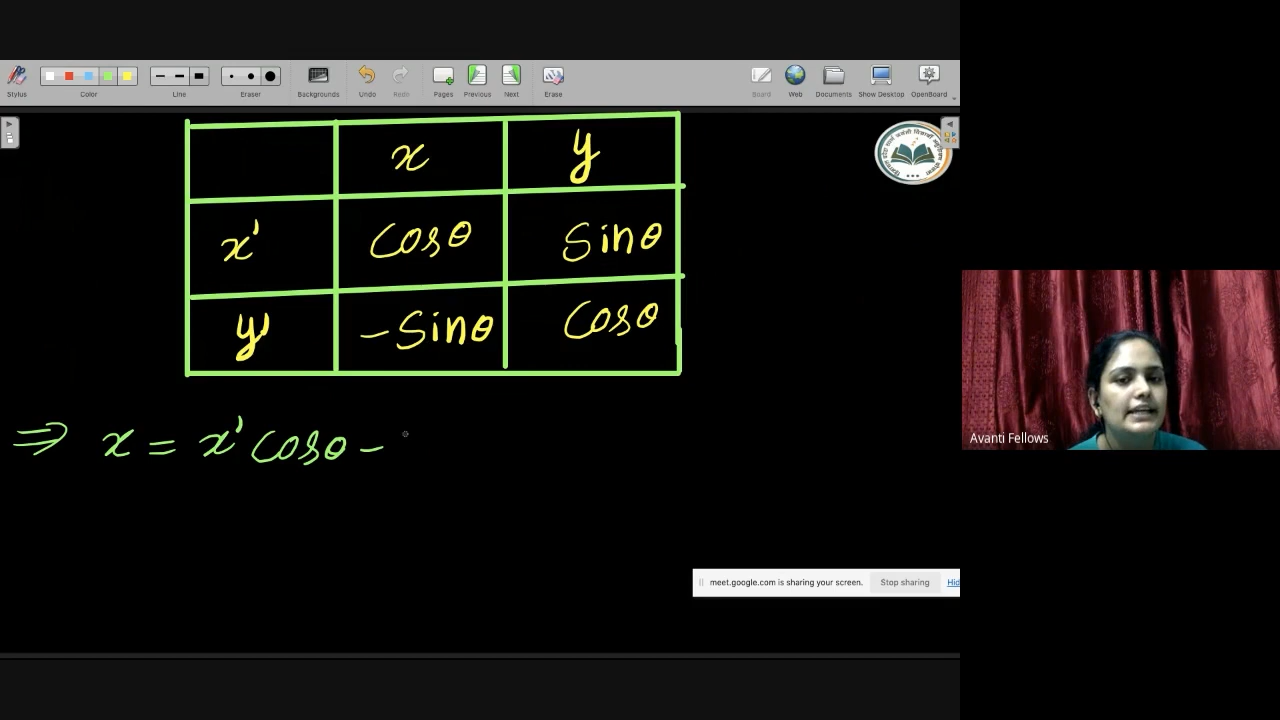 Stylus Color Line Eraser Backgrounds Undo Redo Pages Previous Next Erase Board Web Documents Show Desktop OpenBoard
x y
x' cosθ sinθ
y' -sinθ cosθ
⇒ x = x' cosθ -
Avanti Fellows
meet.google.com is sharing your screen. Stop sharing Hid